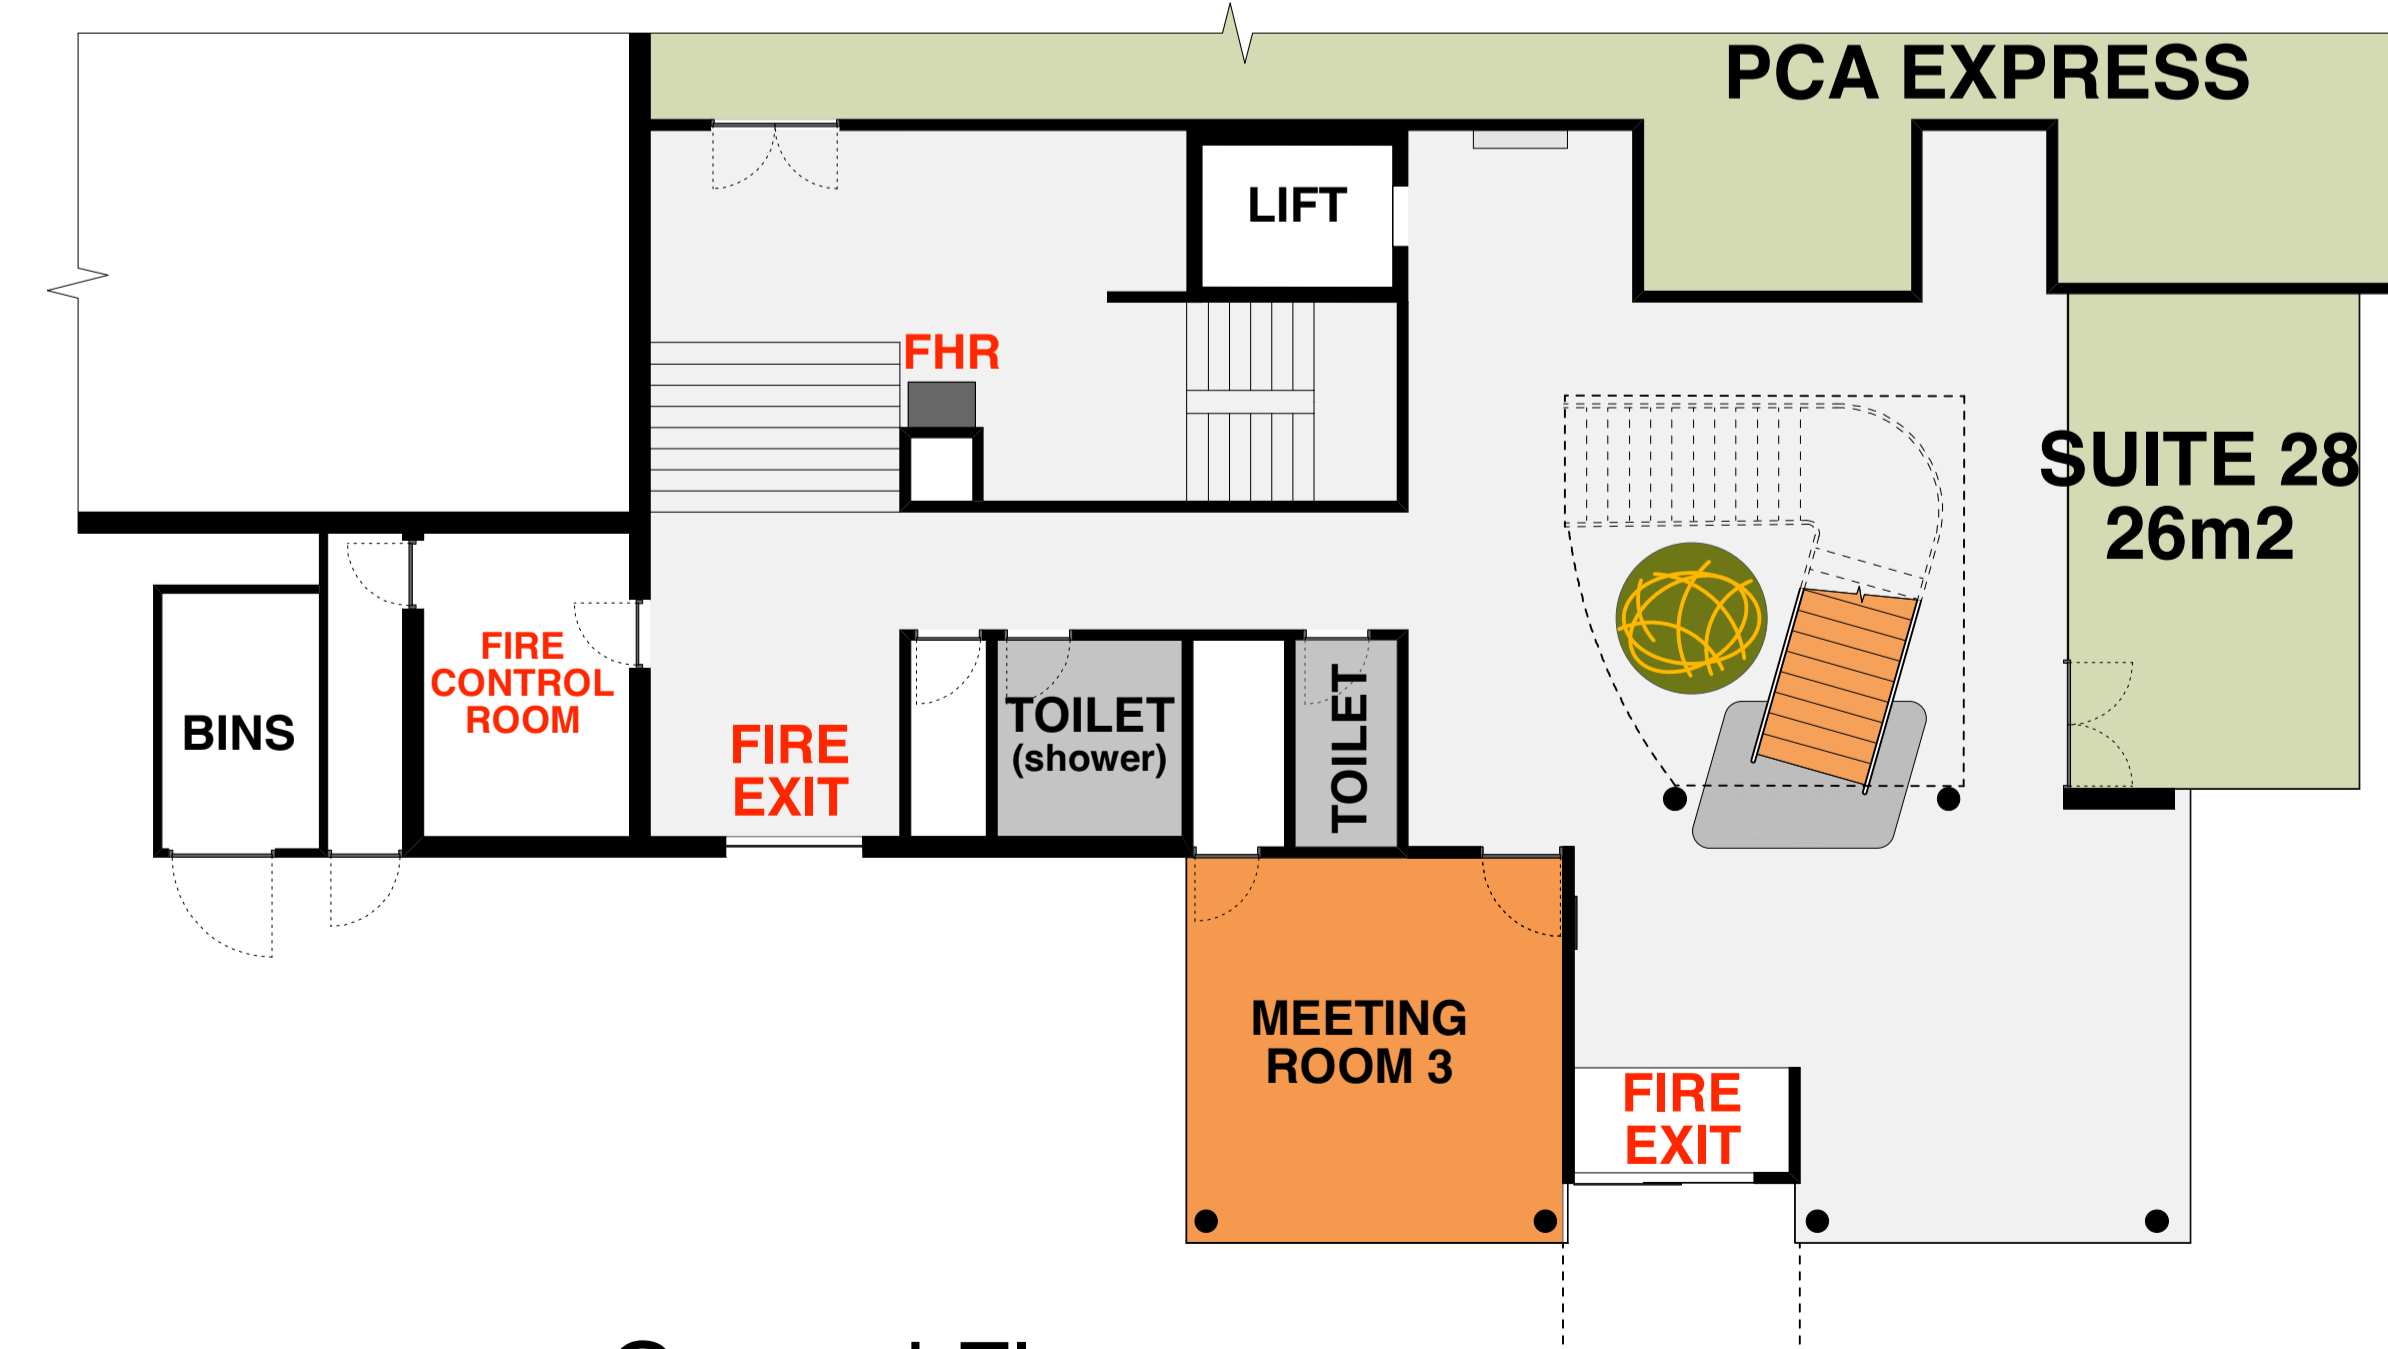 PCA EXPRESS
LIFT
FHR
SUITE 28
26m2
FIRE
CONTROL
ROOM
BINS
FIRE
EXIT
TOILET
(shower)
TOILET
MEETING
ROOM 3
FIRE
EXIT